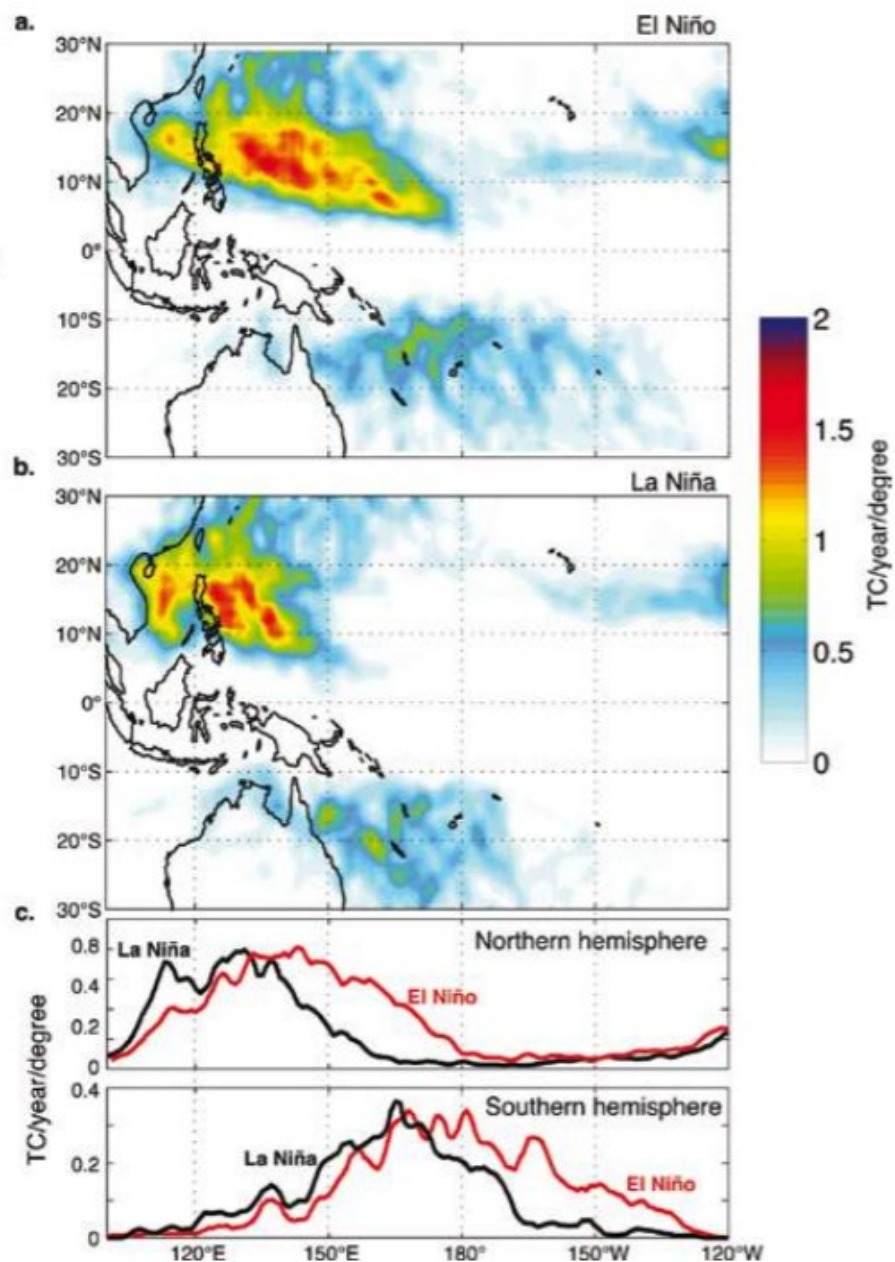 a.
El Niño
30°N
20°N
10°N
0°
10°S
20°S
30°S
b.
La Niña
30°N
20°N
10°N
0°
10°S
20°S
30°S
2
1.5
1
0.5
0
TC/year/degree
c.
Northern hemisphere
La Niña
El Niño
0.8
0.4
0.2
0
TC/year/degree
Southern hemisphere
La Niña
El Niño
0.4
0.2
0
120°E 150°E 180° 150°W 120°W